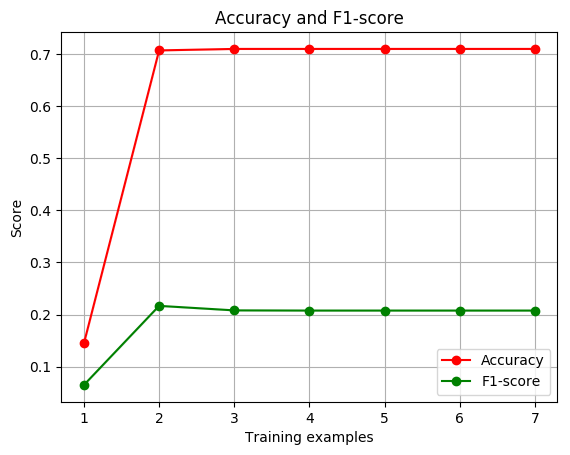 Accuracy and F1-score
0.7
0.6
0.5
0.4
0.3
0.2
0.1
Score
1 2 3 4 5 6 7
Training examples
Accuracy
F1-score